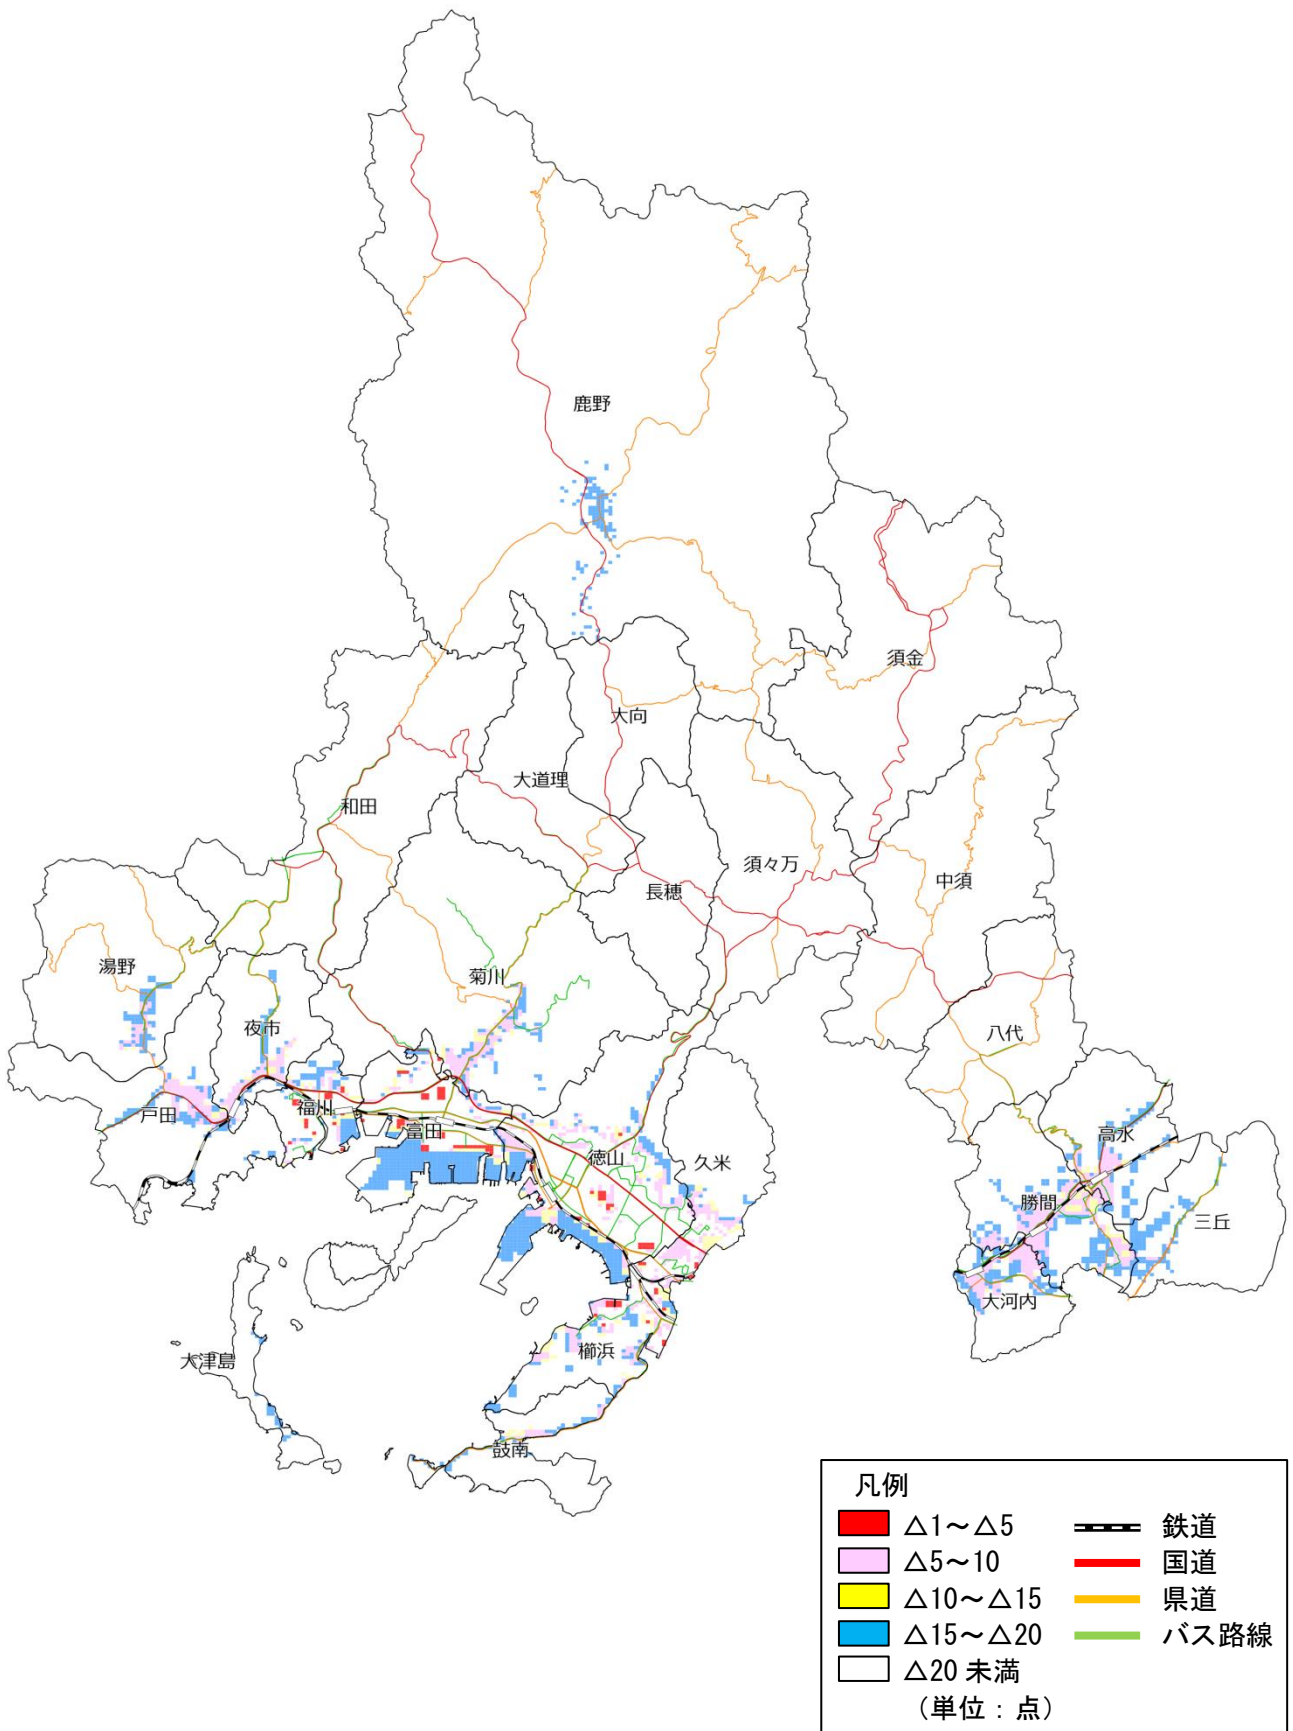 鹿野
須金
大向
大道理
和田
須々万
中須
長穂
湯野
菊川
夜市
八代
戸田
福川
富田
高水
徳山
久米
勝間
三丘
大河内
櫛浜
大津島
鼓南
凡例
△1~△5
△5~10
△10~△15
△15~△20
△20 未満
(単位:点)
鉄道
国道
県道
バス路線